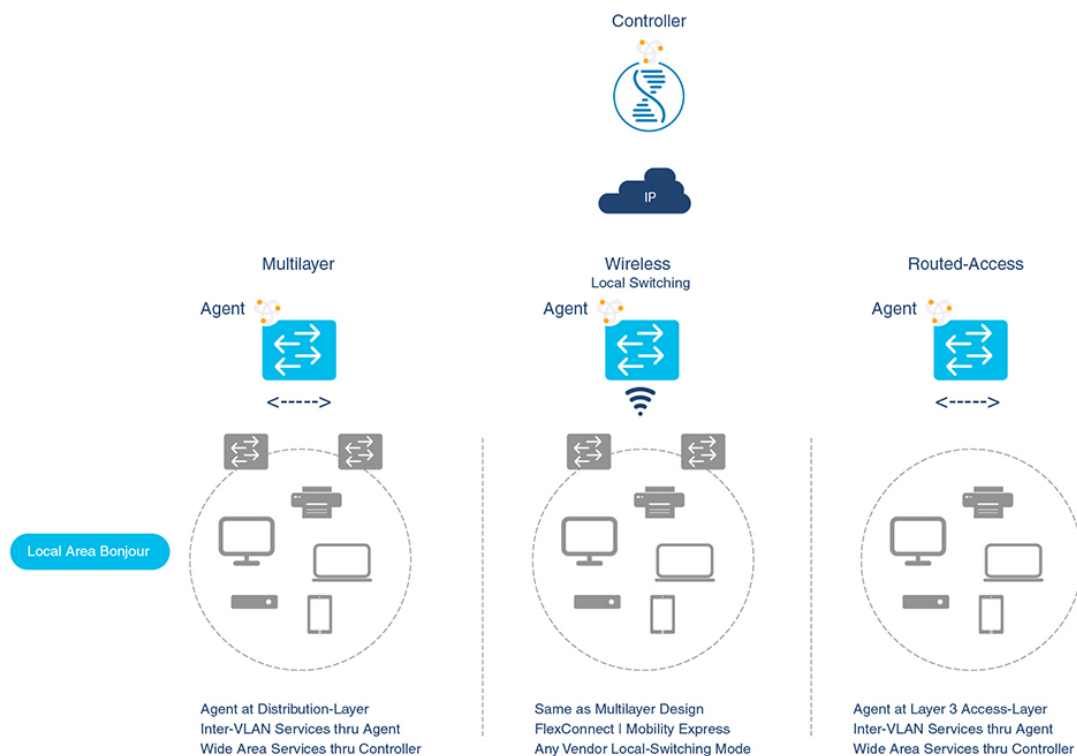 Controller
IP
Multilayer
Wireless
Local Switching
Routed-Access
Agent
Agent
Agent
<----->
<----->
Local Area Bonjour
Agent at Distribution-Layer
Inter-VLAN Services thru Agent
Wide Area Services thru Controller
Same as Multilayer Design
FlexConnect | Mobility Express
Any Vendor Local-Switching Mode
Agent at Layer 3 Access-Layer
Inter-VLAN Services thru Agent
Wide Area Services thru Controller